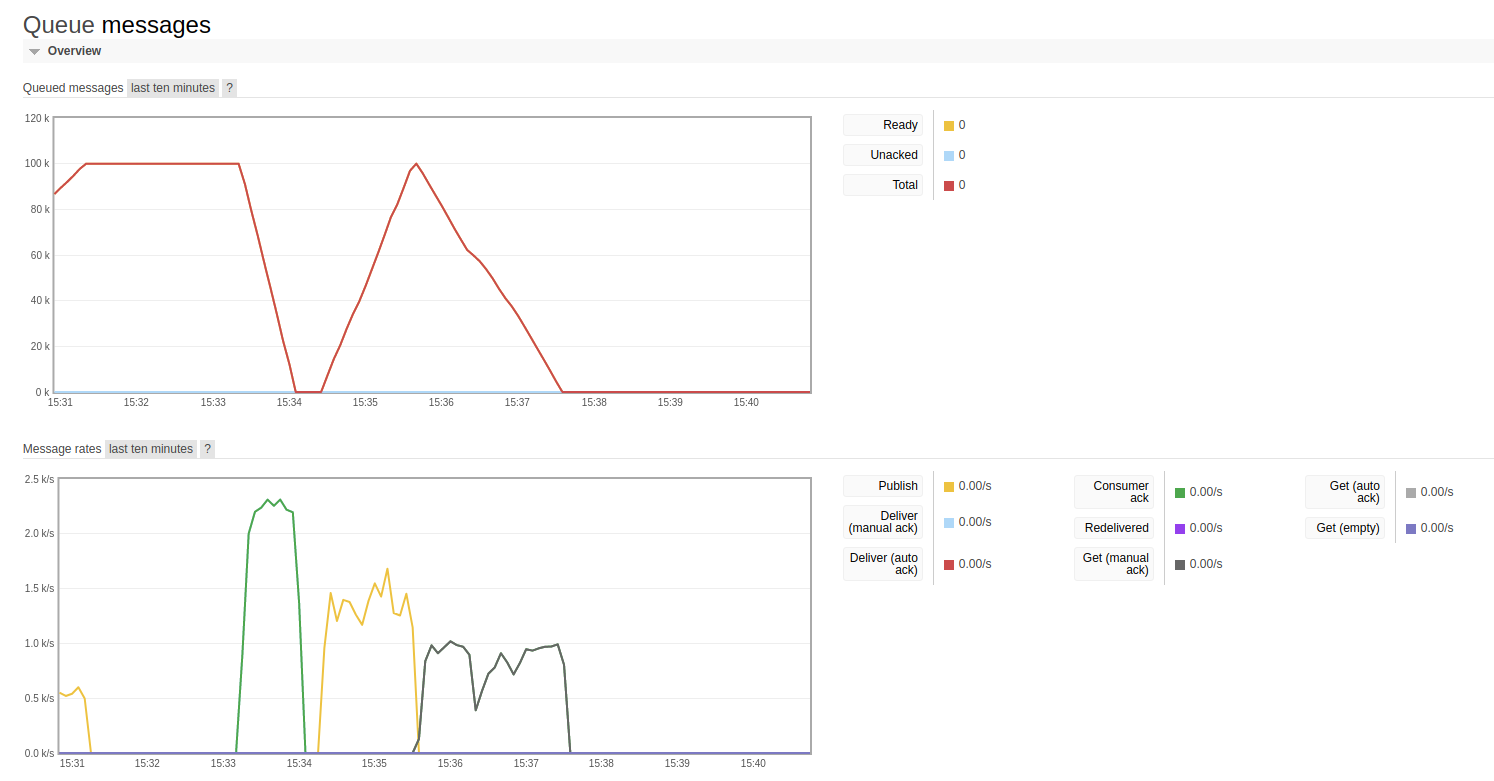 Queue messages
Overview
Queued messages last ten minutes ?
120 k
100 k
80 k
60 k
40 k
20 k
0 k
15:31 15:32 15:33 15:34 15:35 15:36 15:37 15:38 15:39 15:40
Ready 0
Unacked 0
Total 0
Message rates last ten minutes ?
2.5 k/s
2.0 k/s
1.5 k/s
1.0 k/s
0.5 k/s
0.0 k/s
15:31 15:32 15:33 15:34 15:35 15:36 15:37 15:38 15:39 15:40
Publish 0.00/s
Deliver
(manual ack) 0.00/s
Deliver (auto
ack) 0.00/s
Consumer
ack 0.00/s
Redelivered 0.00/s
Get (manual
ack) 0.00/s
Get (auto
ack) 0.00/s
Get (empty) 0.00/s